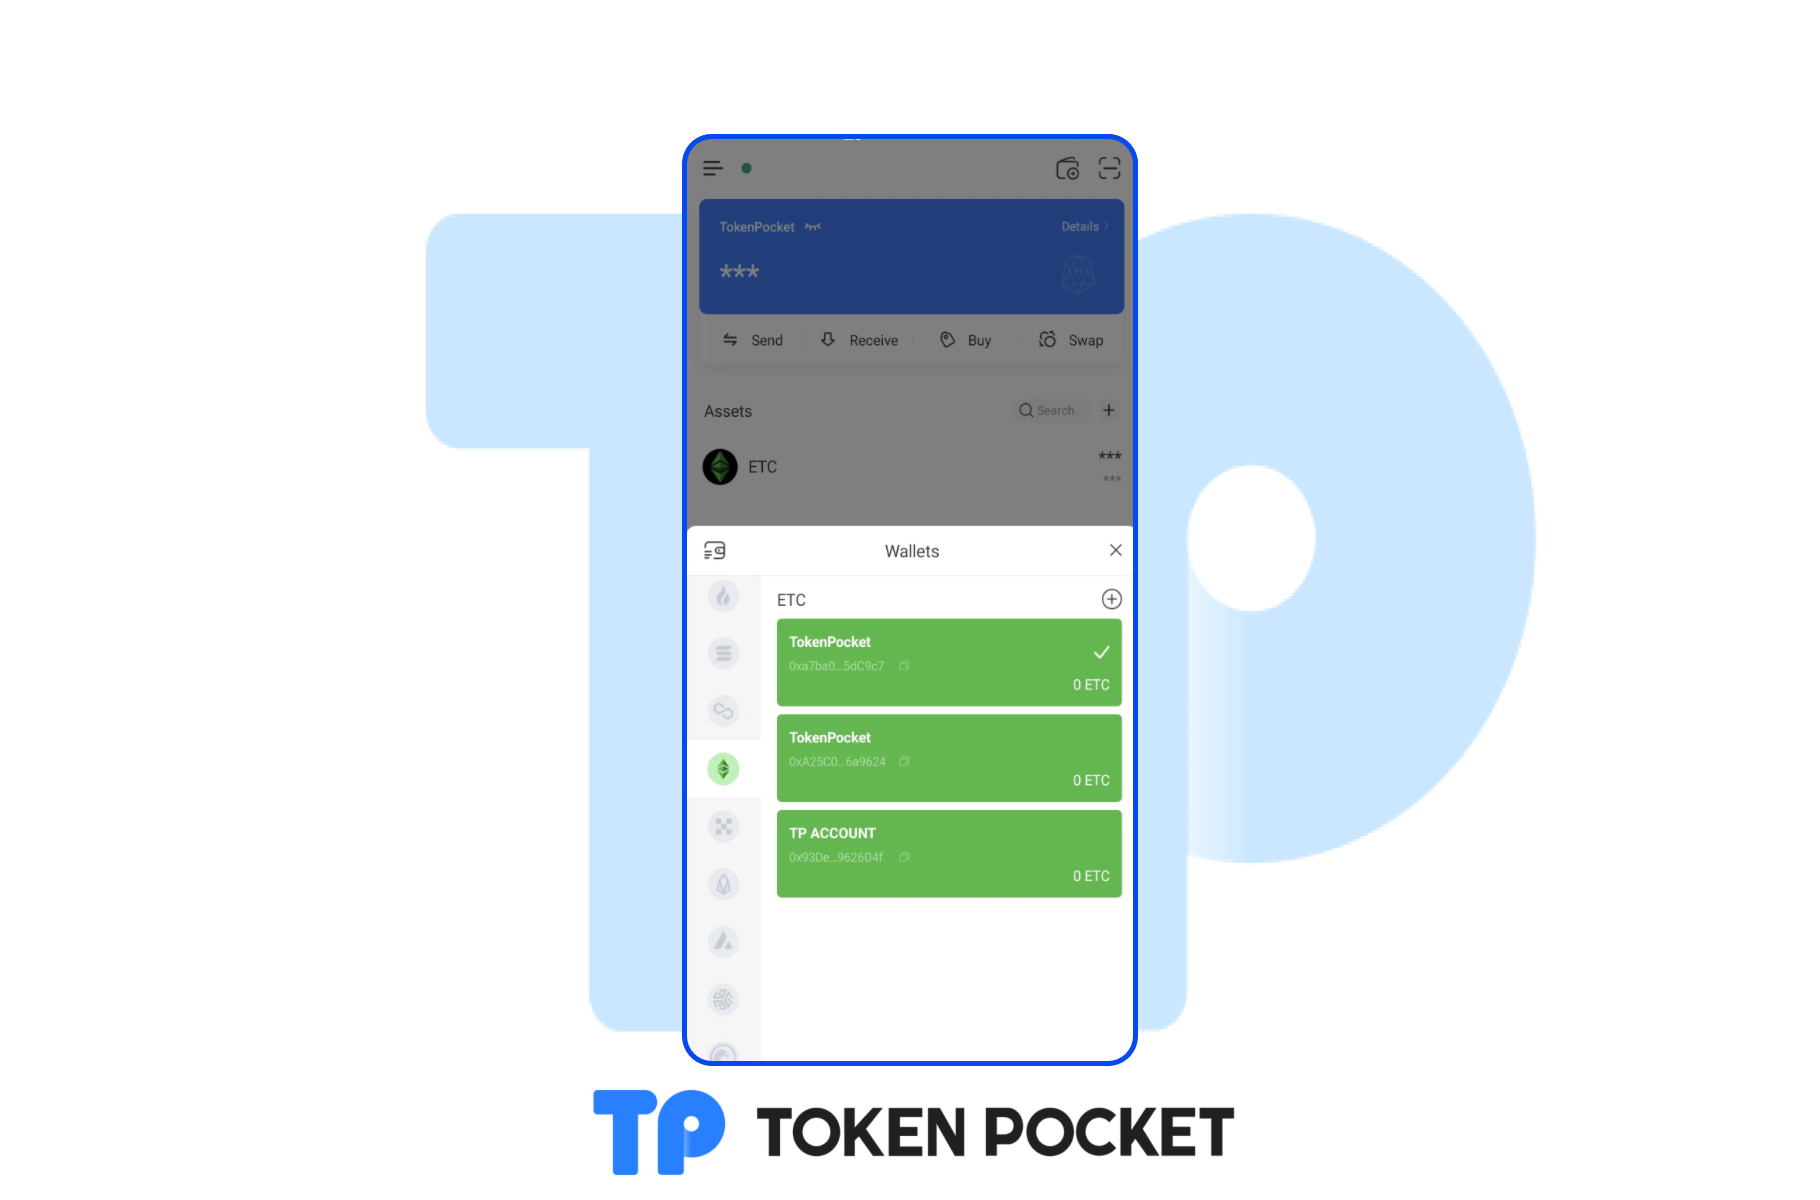 TokenPocket
Details
***
Send
Receive
Buy
Swap
Assets
Search
ETC
***
***
Wallets
ETC
TokenPocket
0xa7ba0...5dC9c7
0 ETC
TokenPocket
0xA25C0...6a9624
0 ETC
TP ACCOUNT
0x93De...9626D4f
0 ETC
TP TOKEN POCKET